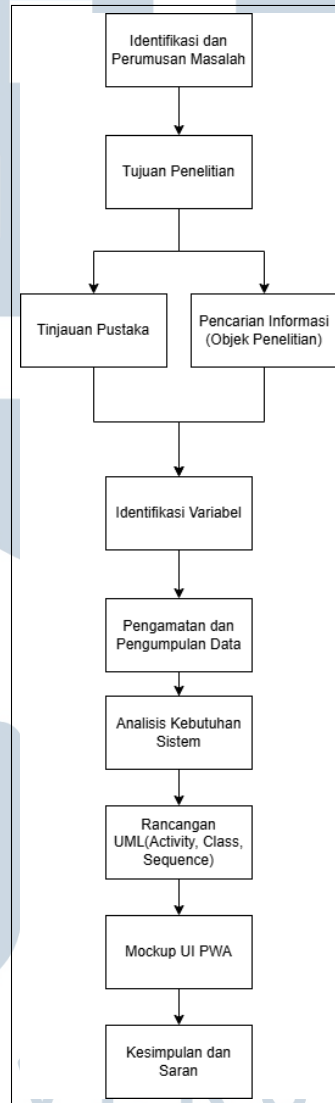 Identifikasi dan
Perumusan Masalah
Tujuan Penelitian
Tinjauan Pustaka
Pencarian Informasi
(Objek Penelitian)
Identifikasi Variabel
Pengamatan dan
Pengumpulan Data
Analisis Kebutuhan
Sistem
Rancangan
UML(Activity, Class,
Sequence)
Mockup UI PWA
Kesimpulan dan
Saran